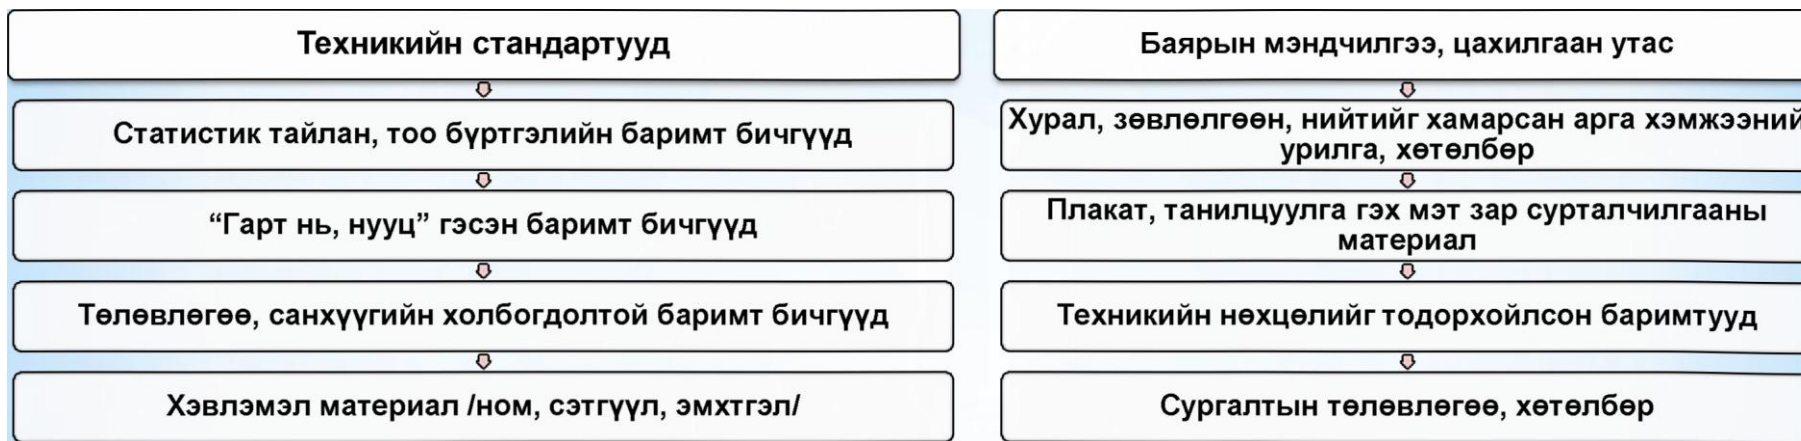 Техникийн стандартууд
Статистик тайлан, тоо бүртгэлийн баримт бичгүүд
“Гарт нь, нууц” гэсэн баримт бичгүүд
Төлөвлөгөө, санхүүгийн холбогдолтой баримт бичгүүд
Хэвлэмэл материал /ном, сэтгүүл, эмхтгэл/
Баярын мэндчилгээ, цахилгаан утас
Хурал, зөвлөлгөөн, нийтийг хамарсан арга хэмжээний
урилга, хөтөлбөр
Плакат, танилцуулга гэх мэт зар сурталчилгааны
материал
Техникийн нөхцөлийг тодорхойлсон баримтууд
Сургалтын төлөвлөгөө, хөтөлбөр